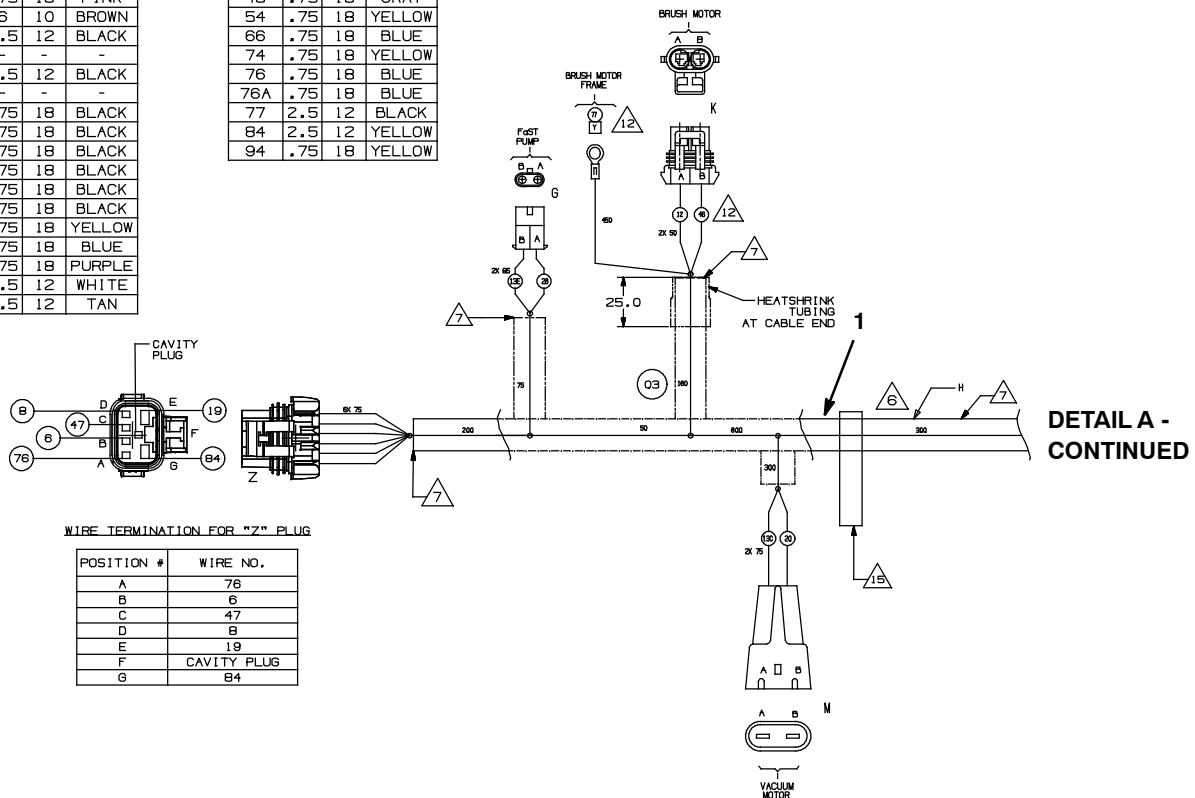 75 18 PINK
6 10 BROWN
.5 12 BLACK
- - -
.5 12 BLACK
- - -
75 18 BLACK
75 18 BLACK
75 18 BLACK
75 18 BLACK
75 18 BLACK
75 18 BLACK
75 18 YELLOW
75 18 BLUE
75 18 PURPLE
.5 12 WHITE
.5 12 TAN
.75 18 GRAY
54 .75 18 YELLOW
66 .75 18 BLUE
74 .75 18 YELLOW
76 .75 18 BLUE
76A .75 18 BLUE
77 2.5 12 BLACK
84 2.5 12 YELLOW
94 .75 18 YELLOW
BRUSH MOTOR
A B
K
A B
12
2X 50
12
BRUSH MOTOR
FRAME
77
Y
12
450
FaST
PUMP
B A
G
B A
2X 65
13E
7
75
7
25.0
HEATSHRINK
TUBING
AT CABLE END
03
160
1
6
H
7
DETAIL A -
CONTINUED
CAVITY
PLUG
8
47
6
76
D
C
B
A
E
F
G
19
84
Z
6X 75
200
50
600
300
7
300
13C
20
2X 75
15
A B
M
A B
VACUUM
MOTOR
WIRE TERMINATION FOR "Z" PLUG
POSITION # WIRE NO.
A 76
B 6
C 47
D 8
E 19
F CAVITY PLUG
G 84